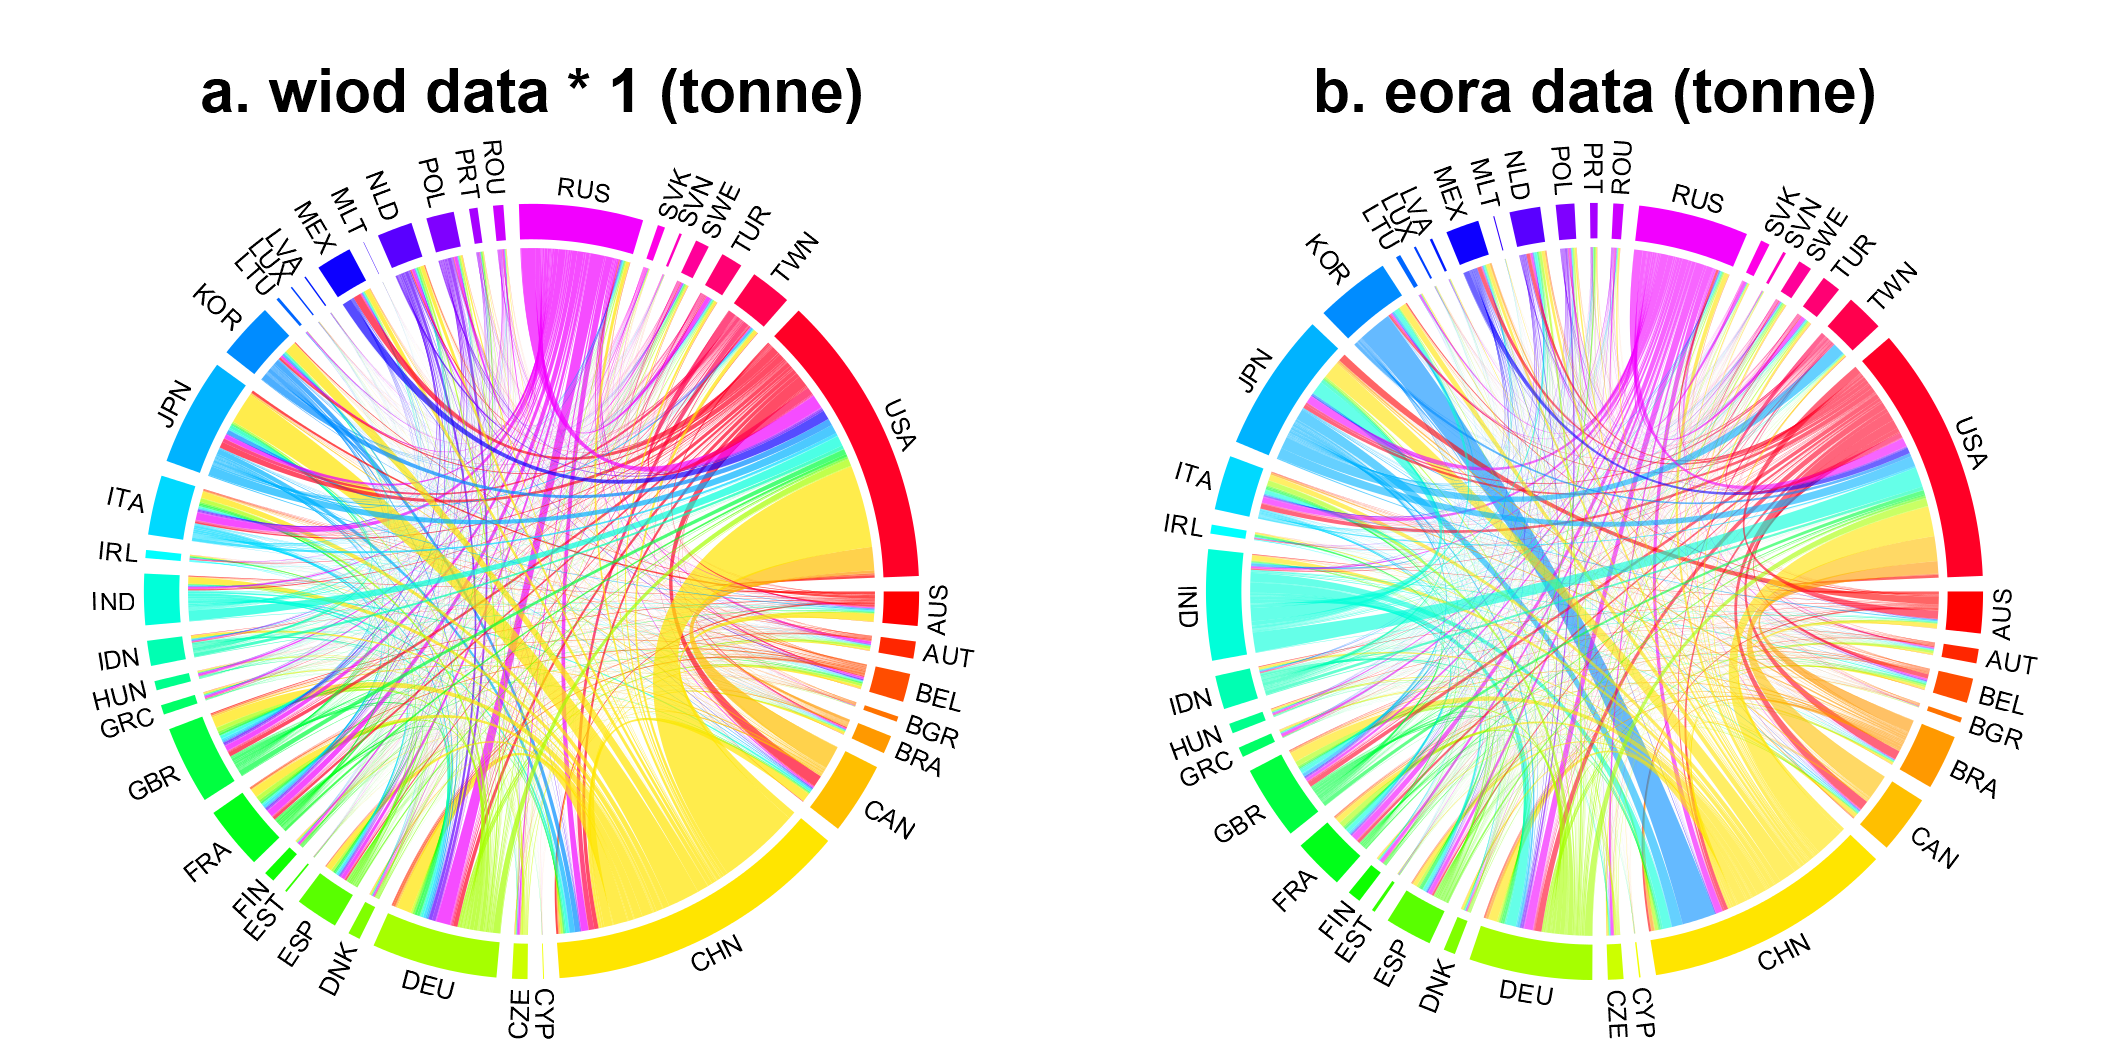 a. wiod data * 1 (tonne)
RUS
SVK
SVN
SWE
TUR
TWN
USA
AUS
AUT
BEL
BGR
BRA
CAN
CHN
CYP
CZE
DEU
DNK
ESP
EST
FIN
FRA
GBR
GRC
HUN
IDN
IND
IRL
ITA
JPN
KOR
LTU
LUX
LVA
MEX
MLT
NLD
POL
PRT
ROU
b. eora data (tonne)
RUS
SVK
SVN
SWE
TUR
TWN
USA
AUS
AUT
BEL
BGR
BRA
CAN
CHN
CYP
CZE
DEU
DNK
ESP
EST
FIN
FRA
GBR
GRC
HUN
IDN
IND
IRL
ITA
JPN
KOR
LTU
LUX
LVA
MEX
MLT
NLD
POL
PRT
ROU